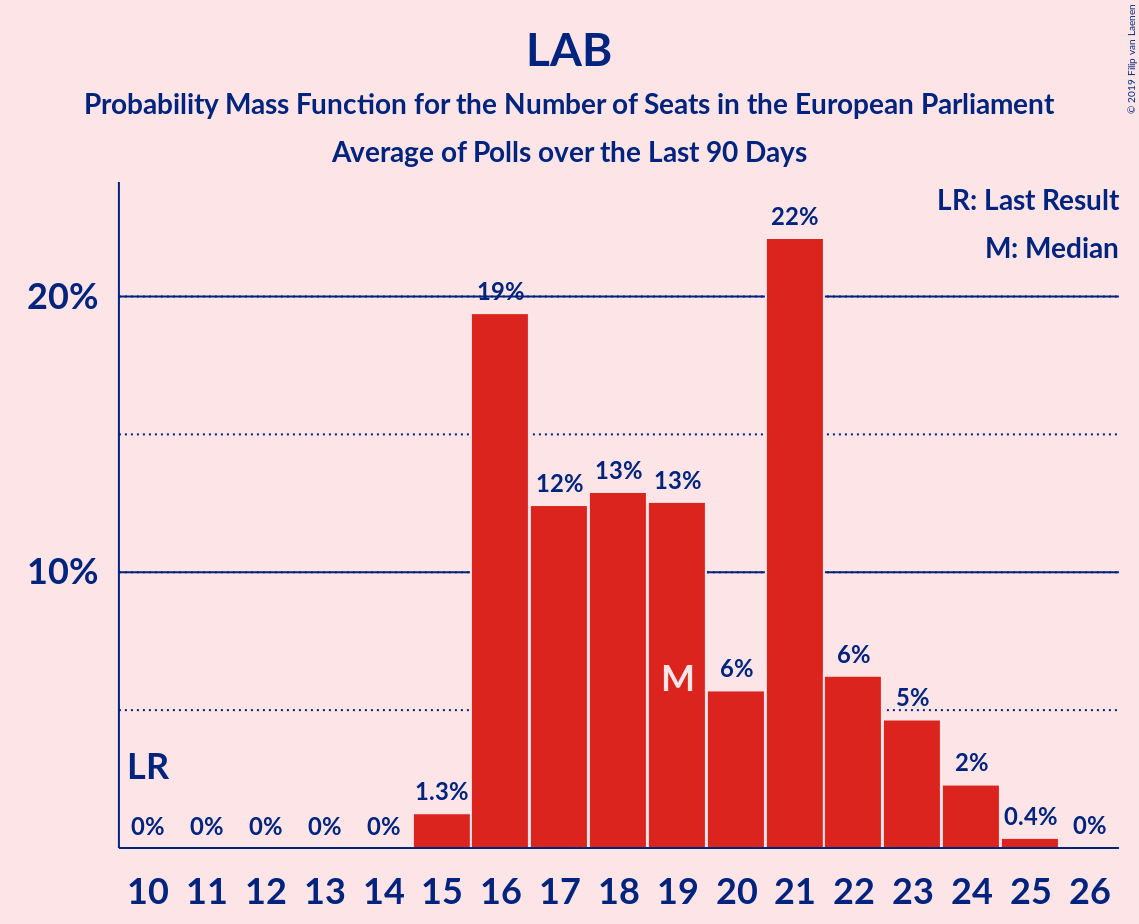 LAB
Probability Mass Function for the Number of Seats in the European Parliament
Average of Polls over the Last 90 Days
© 2019 Filip van Laenen
LR: Last Result
M: Median
22%
20%
19%
12%
13%
13%
10%
M
6%
6%
5%
LR
2%
1.3%
0.4%
0%
0%
0%
0%
0%
0%
10 11 12 13 14 15 16 17 18 19 20 21 22 23 24 25 26